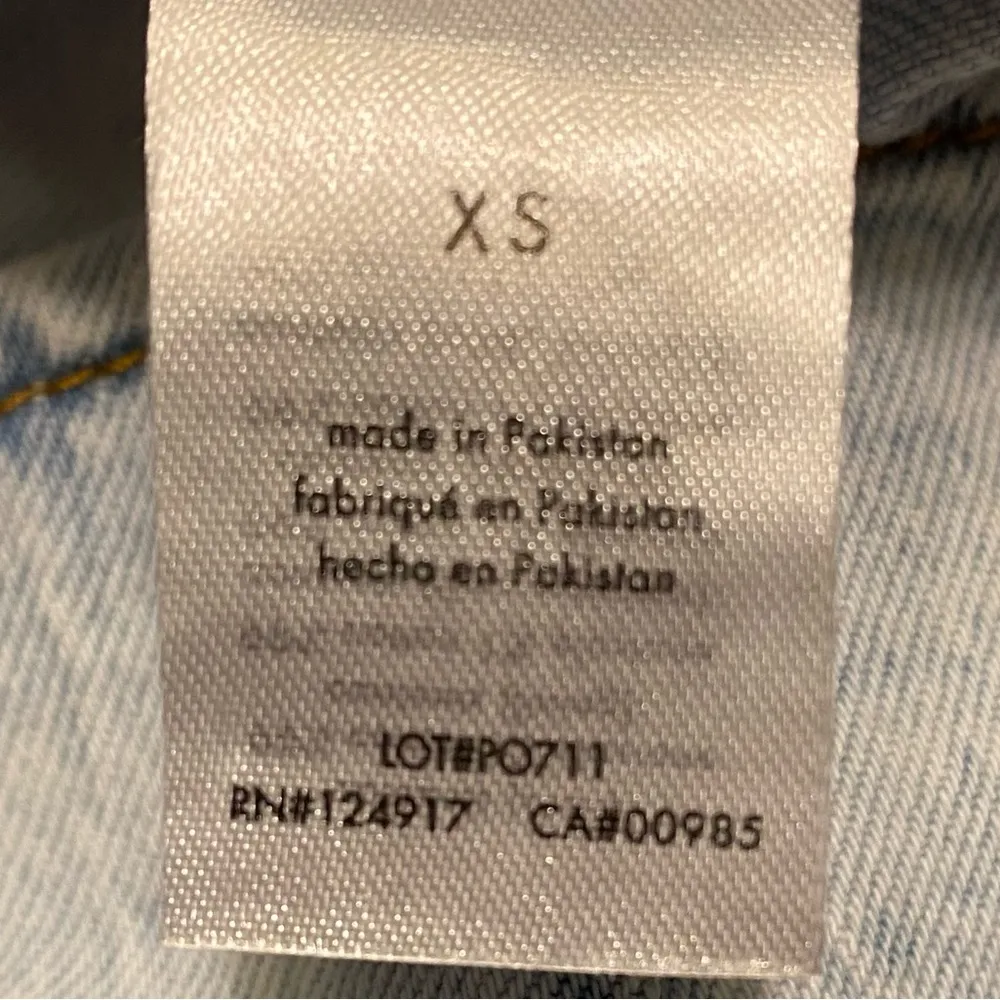 XS
made in Pakistan
fabriqué en Pakistan
hecho en Pakistan
LOT#PO711
RN#124917 CA#00985